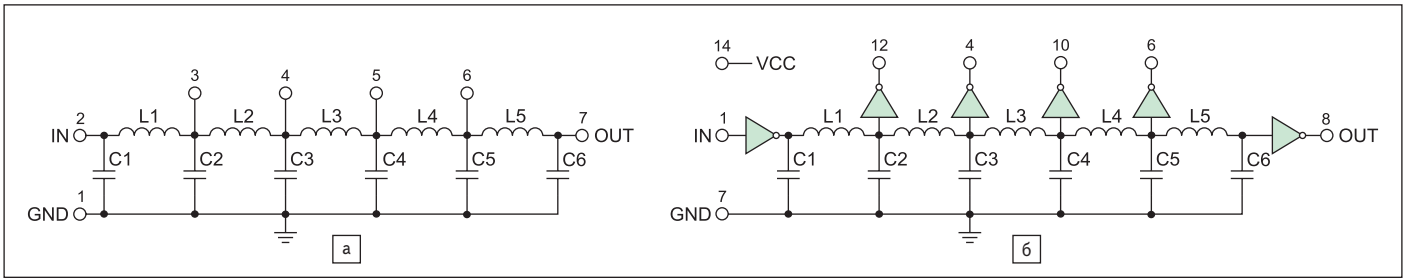 3 4 5 6
2 L1 L2 L3 L4 L5 7
IN OUT
C1 C2 C3 C4 C5 C6
1
GND
а
14 12 4 10 6
VCC
1 L1 L2 L3 L4 L5 8
IN OUT
C1 C2 C3 C4 C5 C6
7
GND
б